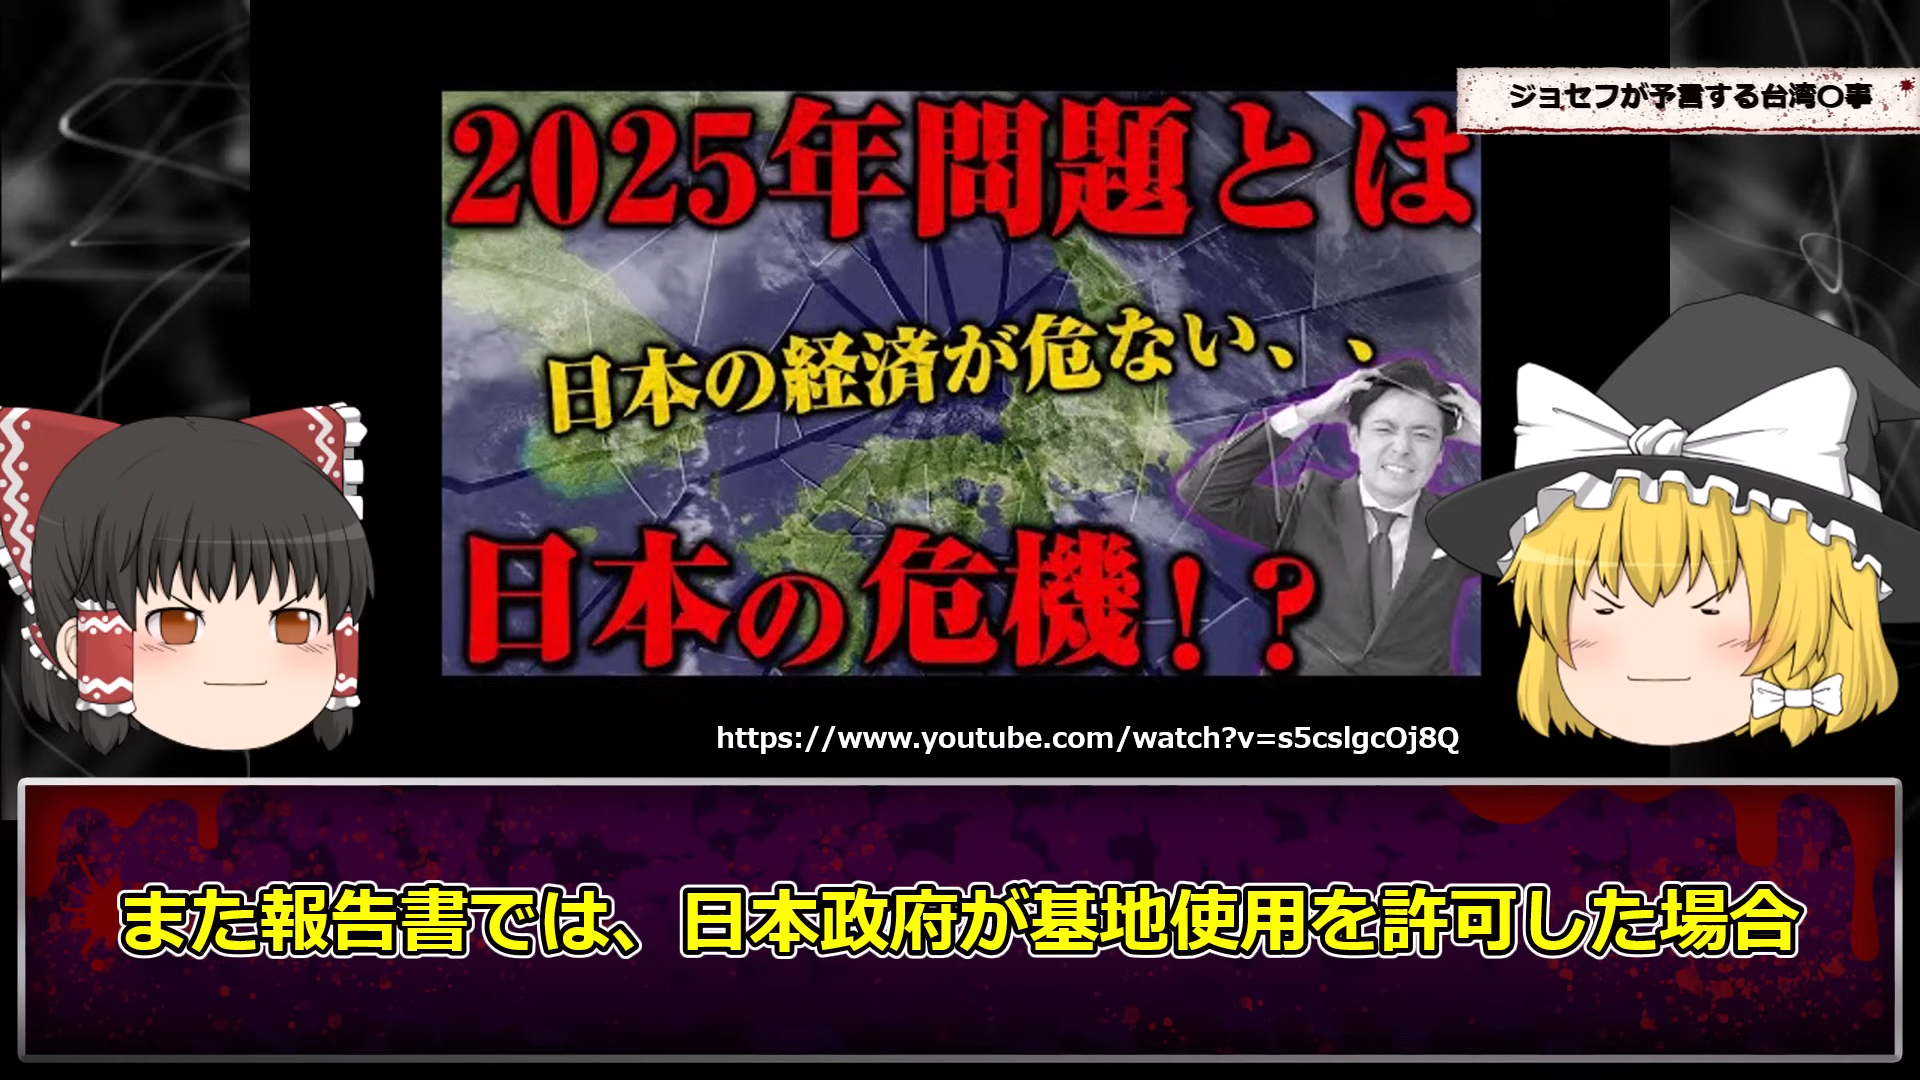 ジョセフが予言する台湾〇事
2025年問題とは
日本の経済が危ない、、
日本の危機！？
https://www.youtube.com/watch?v=s5cslgcOj8Q
また報告書では、日本政府が基地使用を許可した場合